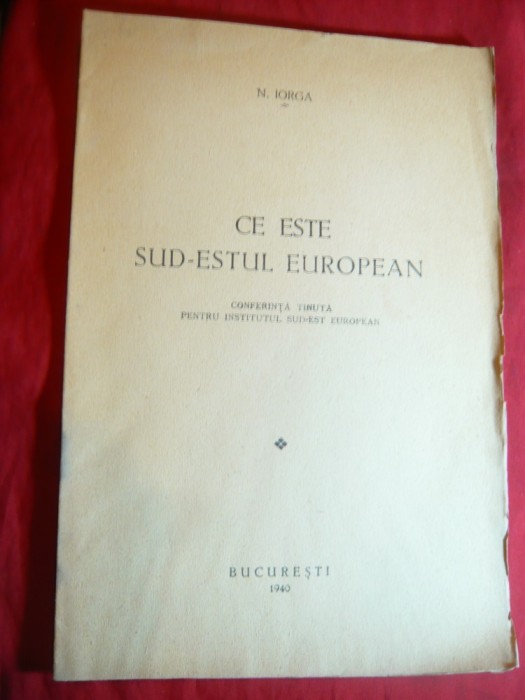 N. IORGA
CE ESTE
SUD-ESTUL EUROPEAN
CONFERINȚĂ ȚINUTĂ
PENTRU INSTITUTUL SUD-EST EUROPEAN
BUCUREȘTI
1940